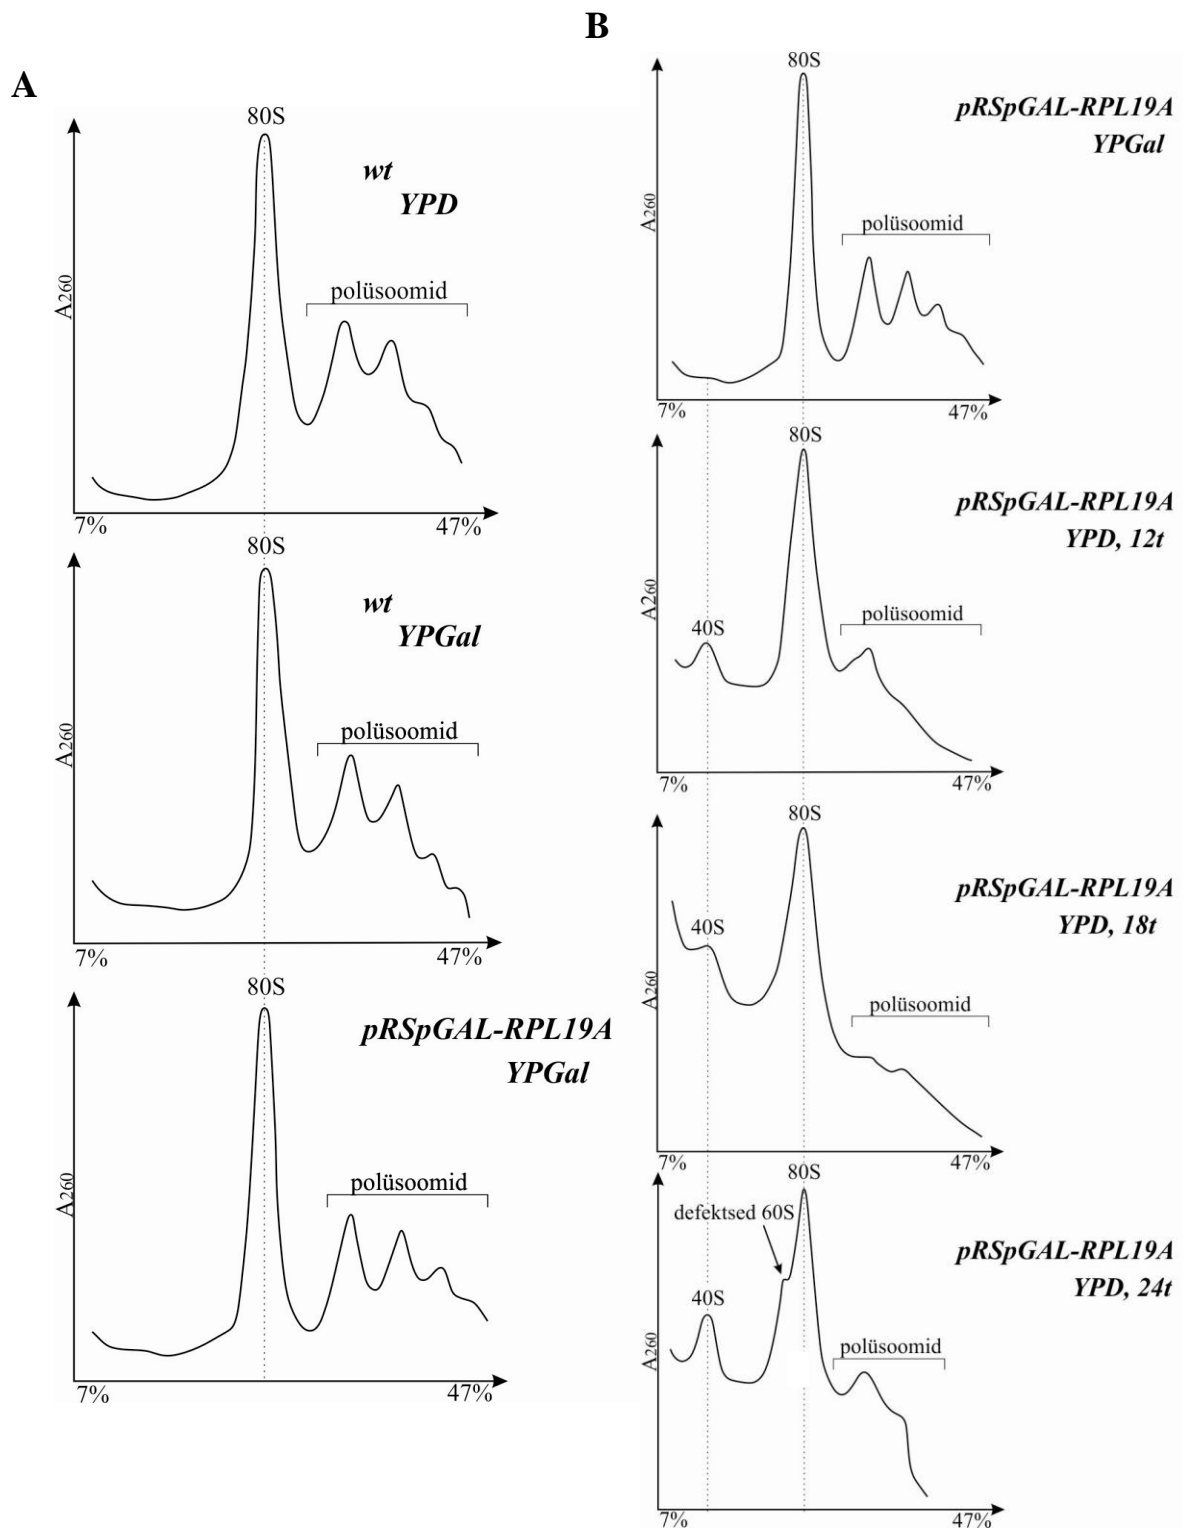 A
80S
wt
YPD
polüsoomid
A260
7%
47%
80S
wt
YPGal
polüsoomid
A260
7%
47%
80S
pRSpGAL-RPL19A
YPGal
polüsoomid
A260
7%
47%
B
80S
pRSpGAL-RPL19A
YPGal
polüsoomid
A260
7%
47%
80S
pRSpGAL-RPL19A
YPD, 12t
polüsoomid
40S
A260
7%
47%
80S
pRSpGAL-RPL19A
YPD, 18t
40S
polüsoomid
A260
7%
47%
80S
defektsed 60S
pRSpGAL-RPL19A
YPD, 24t
40S
polüsoomid
A260
7%
47%